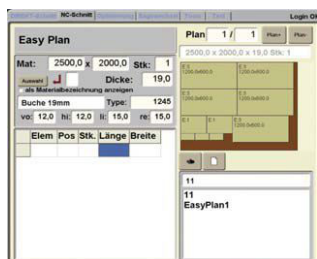 NC-Schnitt
Login OK
Easy Plan
Plan 1 / 1 Plan+ Plan-
2500,0 x 2000,0 x 19,0 Stk: 1
Mat: 2500,0 x 2000,0 Stk: 1
Auswahl Dicke: 19,0
als Materialbezeichnung anzeigen
Buche 19mm Type: 1245
vo: 12,0 hi: 12,0 li: 15,0 re: 15,0
Elem Pos Stk. Länge Breite
11
11
EasyPlan1